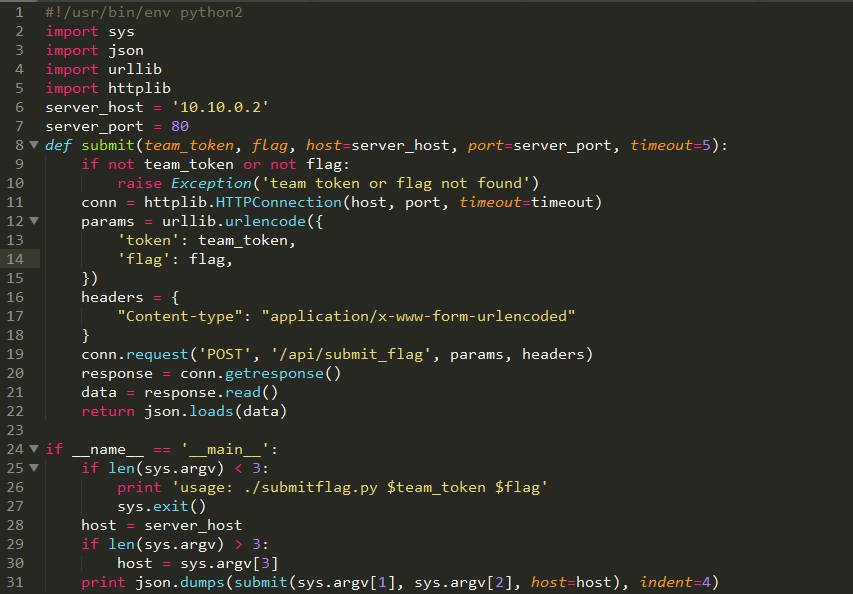 1 #!/usr/bin/env python2
2 import sys
3 import json
4 import urllib
5 import httplib
6 server_host = '10.10.0.2'
7 server_port = 80
8 def submit(team_token, flag, host=server_host, port=server_port, timeout=5):
9     if not team_token or not flag:
10         raise Exception('team token or flag not found')
11     conn = httplib.HTTPConnection(host, port, timeout=timeout)
12     params = urllib.urlencode({
13         'token': team_token,
14         'flag': flag,
15     })
16     headers = {
17         "Content-type": "application/x-www-form-urlencoded"
18     }
19     conn.request('POST', '/api/submit_flag', params, headers)
20     response = conn.getresponse()
21     data = response.read()
22     return json.loads(data)
23
24 if __name__ == '__main__':
25     if len(sys.argv) < 3:
26         print 'usage: ./submitflag.py $team_token $flag'
27         sys.exit()
28     host = server_host
29     if len(sys.argv) > 3:
30         host = sys.argv[3]
31     print json.dumps(submit(sys.argv[1], sys.argv[2], host=host), indent=4)